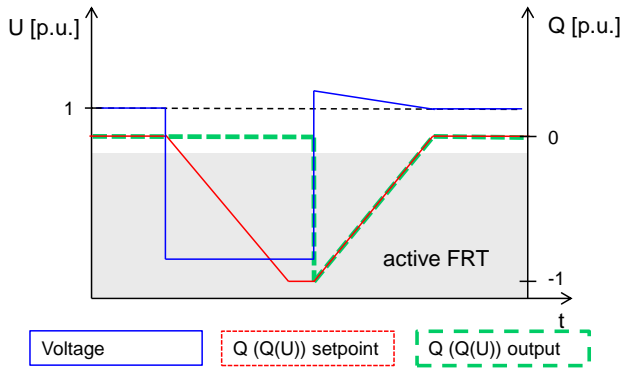 U [p.u.]
Q [p.u.]
1
0
active FRT
-1
t
Voltage
Q (Q(U)) setpoint
Q (Q(U)) output